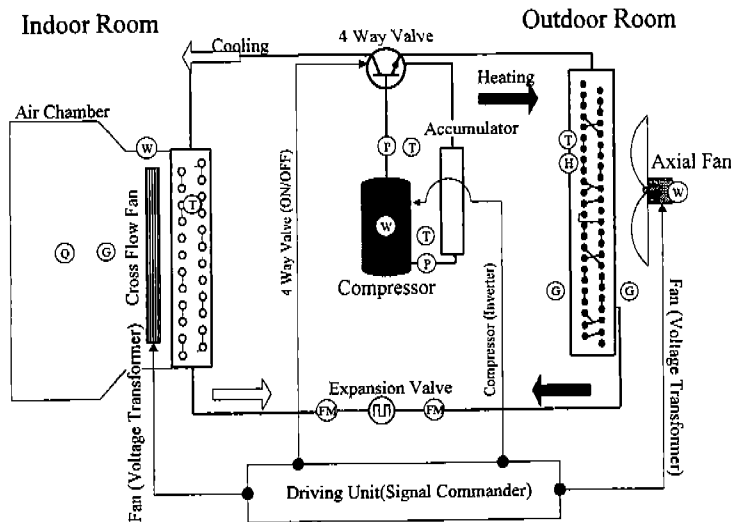 Indoor Room
Outdoor Room
4 Way Valve
Cooling
Heating
Air Chamber
Accumulator
Axial Fan
W
P
T
T
H
W
T
W
T
Q
G
Cross Flow Fan
4 Way Valve (ON/OFF)
P
Compressor
G
G
Compressor (Inverter)
Fan (Voltage Transformer)
Fan (Voltage Transformer)
Expansion Valve
FM
FM
Driving Unit(Signal Commander)